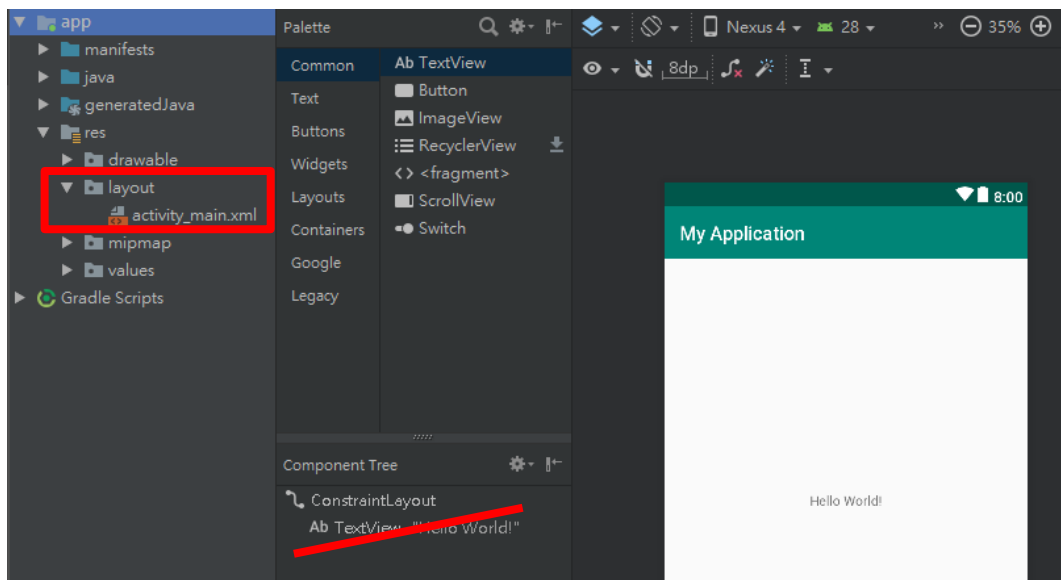 app
manifests
java
generatedJava
res
drawable
layout
activity_main.xml
mipmap
values
Gradle Scripts
Palette
Common
Text
Buttons
Widgets
Layouts
Containers
Google
Legacy
Ab TextView
Button
ImageView
RecyclerView
<> <fragment>
ScrollView
Switch
Component Tree
ConstraintLayout
Ab TextView - "Hello World!"
Nexus 4
28
35%
8dp
8:00
My Application
Hello World!